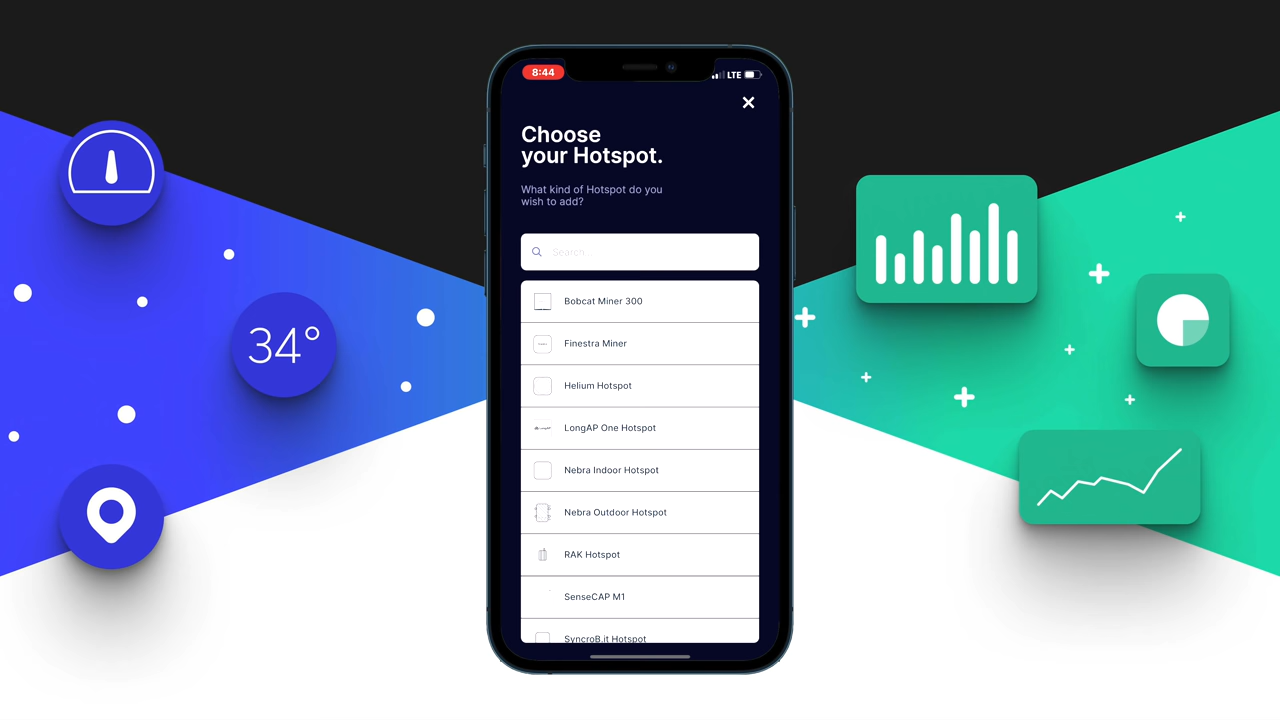 8:44
LTE
Choose
your Hotspot.
What kind of Hotspot do you
wish to add?
Search...
Bobcat Miner 300
Finestra Miner
34°
Helium Hotspot
LongAP One Hotspot
Nebra Indoor Hotspot
Nebra Outdoor Hotspot
RAK Hotspot
SenseCAP M1
SyncroB.it Hotspot